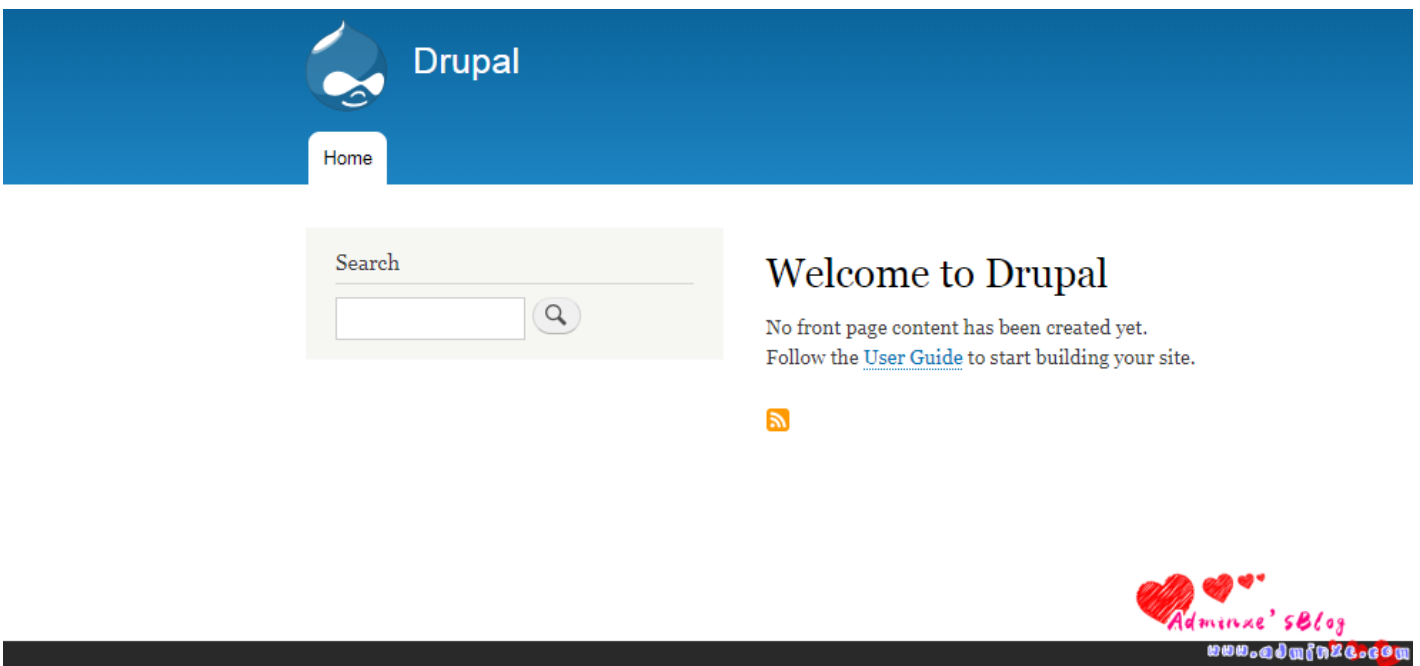 Drupal
Home
Search
Welcome to Drupal
No front page content has been created yet.
Follow the User Guide to start building your site.
Adminxe'sBlog
www.adminxe.com